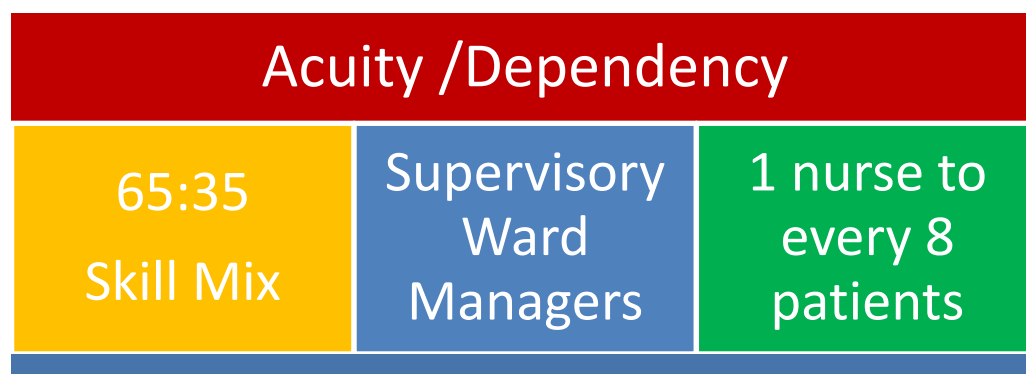 Acuity /Dependency
65:35
Skill Mix
Supervisory
Ward
Managers
1 nurse to
every 8
patients